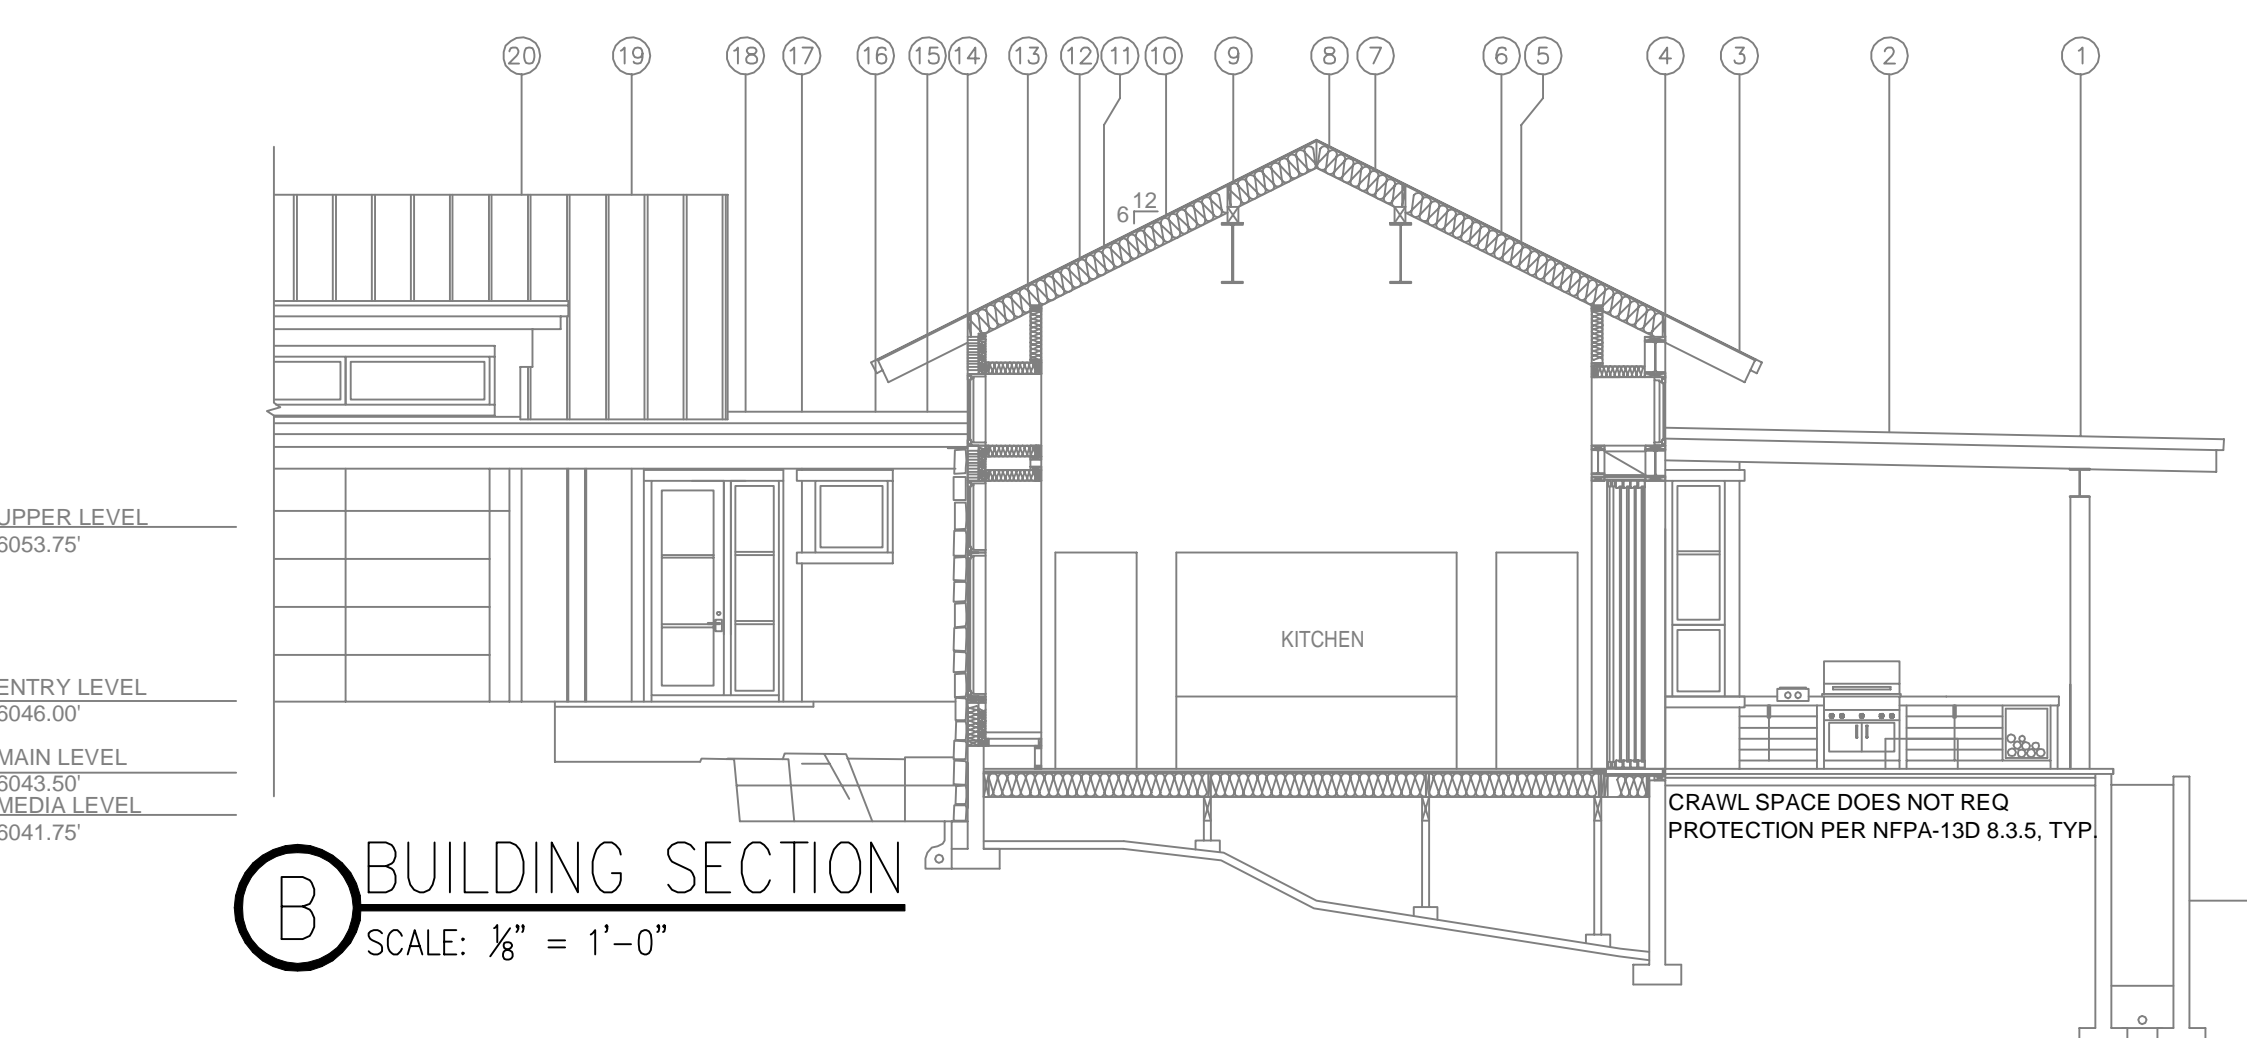 20 19 18 17 16 15 14 13 12 11 10 9 8 7 6 5 4 3 2 1
12
6
UPPER LEVEL
6053.75'
KITCHEN
ENTRY LEVEL
6046.00'
MAIN LEVEL
6043.50'
MEDIA LEVEL
6041.75'
CRAWL SPACE DOES NOT REQ
PROTECTION PER NFPA-13D 8.3.5, TYP.
B BUILDING SECTION
SCALE: 1/8" = 1'-0"